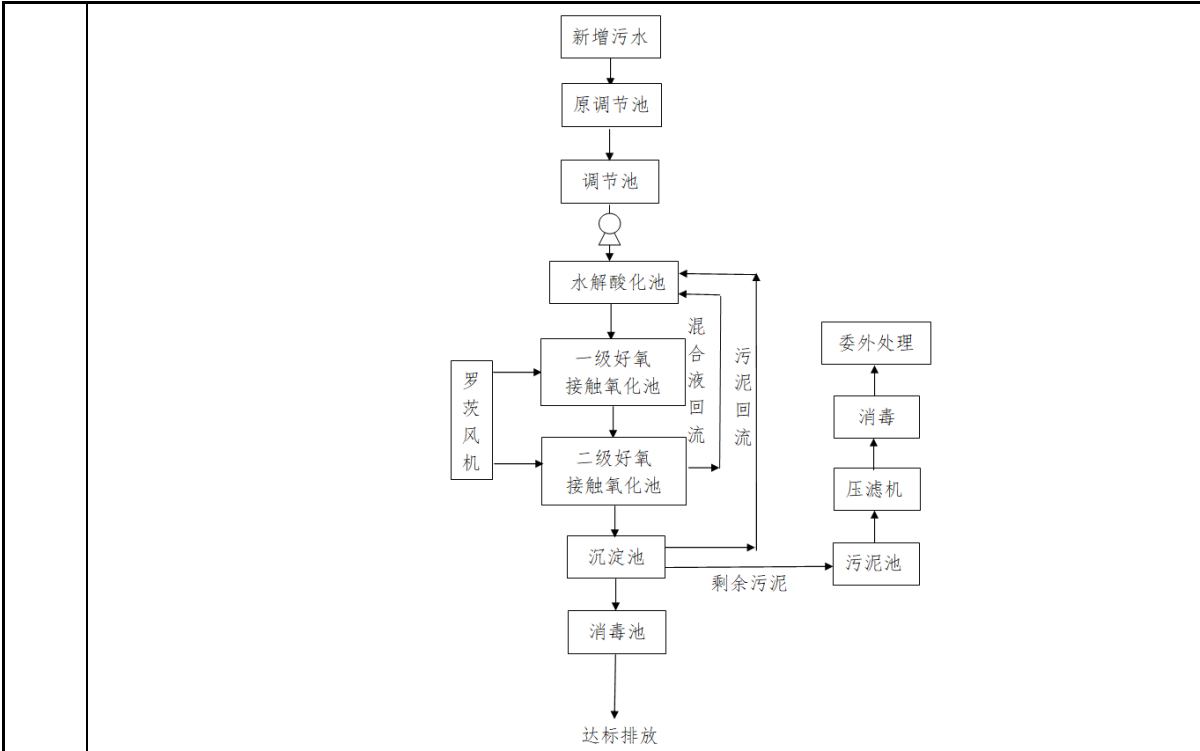 新增污水
原调节池
调节池
水解酸化池
一级好氧
接触氧化池
罗茨风机
二级好氧
接触氧化池
混合液回流
污泥回流
沉淀池
剩余污泥
消毒池
达标排放
委外处理
消毒
压滤机
污泥池